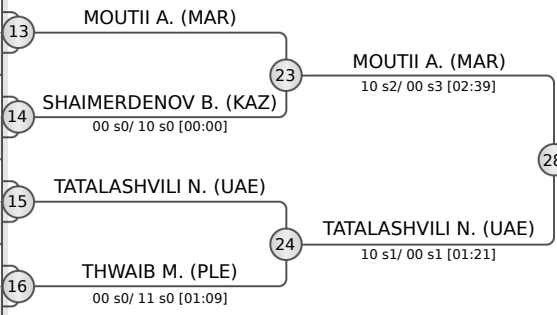 MOUTII A. (MAR)
13
23
MOUTII A. (MAR)
10 s2/ 00 s3 [02:39]
SHAIMERDENOV B. (KAZ)
14
00 s0/ 10 s0 [00:00]
28
TATALASHVILI N. (UAE)
15
24
TATALASHVILI N. (UAE)
10 s1/ 00 s1 [01:21]
THWAIB M. (PLE)
16
00 s0/ 11 s0 [01:09]